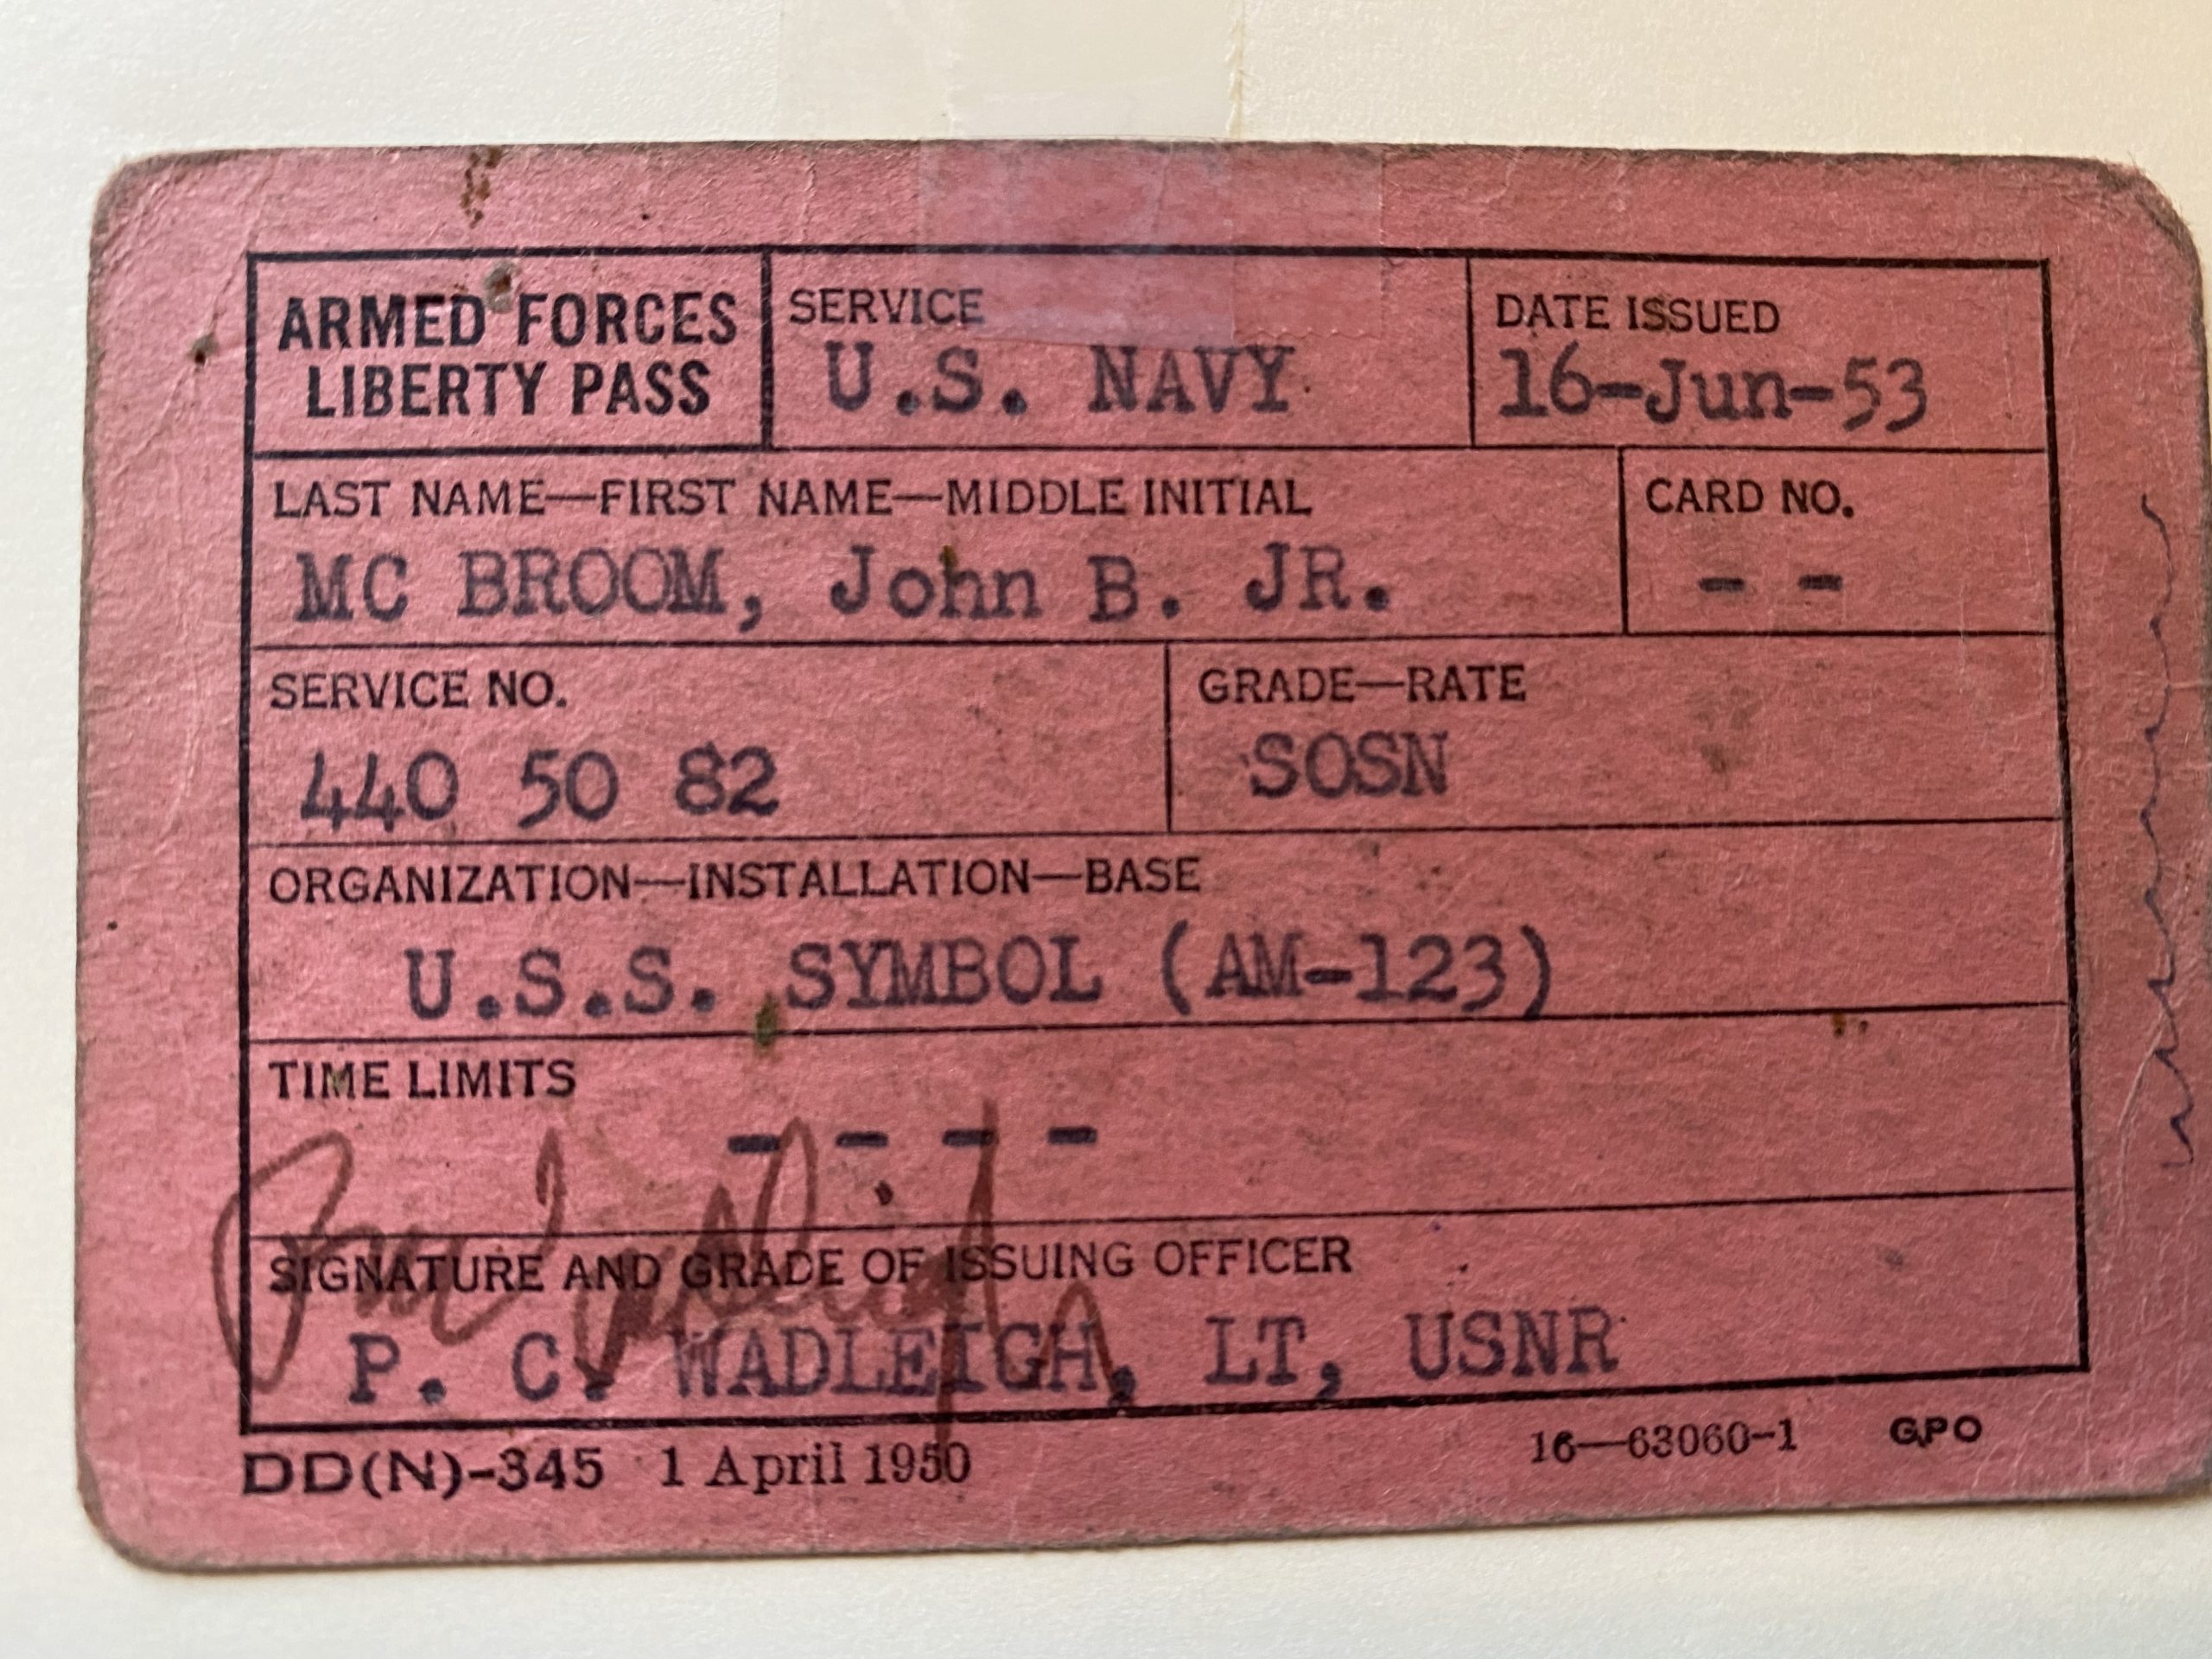 ARMED FORCES
LIBERTY PASS
SERVICE
U.S. NAVY
DATE ISSUED
16-Jun-53
LAST NAME—FIRST NAME—MIDDLE INITIAL
MC BROOM, John B. JR.
CARD NO.
- -
SERVICE NO.
440 50 82
GRADE—RATE
SOSN
ORGANIZATION—INSTALLATION—BASE
U.S.S. SYMBOL (AM-123)
TIME LIMITS
- - - -
SIGNATURE AND GRADE OF ISSUING OFFICER
P. C. WADLEIGH, LT, USNR
DD(N)-345 1 April 1950
16—63060-1 GPO